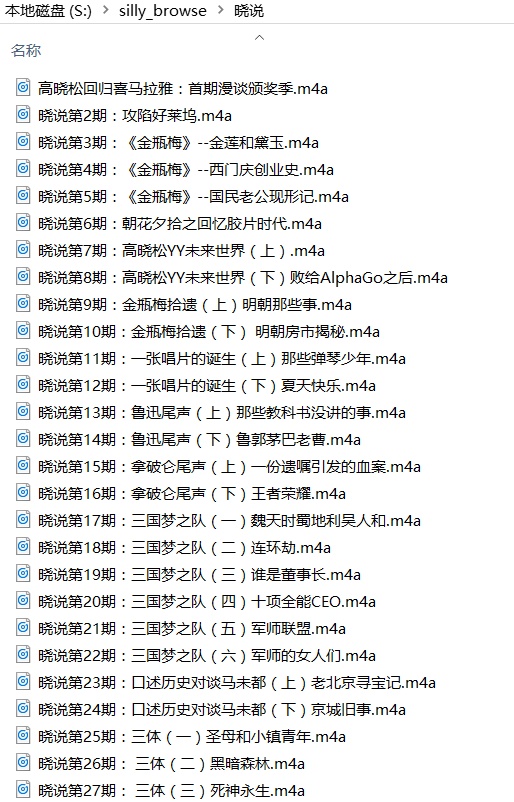 本地磁盘 (S:) > silly_browse > 晓说
名称
高晓松回归喜马拉雅：首期漫谈颁奖季.m4a
晓说第2期：攻陷好莱坞.m4a
晓说第3期：《金瓶梅》--金莲和黛玉.m4a
晓说第4期：《金瓶梅》--西门庆创业史.m4a
晓说第5期：《金瓶梅》--国民老公现形记.m4a
晓说第6期：朝花夕拾之回忆胶片时代.m4a
晓说第7期：高晓松YY未来世界（上）.m4a
晓说第8期：高晓松YY未来世界（下）败给AlphaGo之后.m4a
晓说第9期：金瓶梅拾遗（上）明朝那些事.m4a
晓说第10期：金瓶梅拾遗（下） 明朝房市揭秘.m4a
晓说第11期：一张唱片的诞生（上）那些弹琴少年.m4a
晓说第12期：一张唱片的诞生（下）夏天快乐.m4a
晓说第13期：鲁迅尾声（上）那些教科书没讲的事.m4a
晓说第14期：鲁迅尾声（下）鲁郭茅巴老曹.m4a
晓说第15期：拿破仑尾声（上）一份遗嘱引发的血案.m4a
晓说第16期：拿破仑尾声（下）王者荣耀.m4a
晓说第17期：三国梦之队（一）魏天时蜀地利吴人和.m4a
晓说第18期：三国梦之队（二）连环劫.m4a
晓说第19期：三国梦之队（三）谁是董事长.m4a
晓说第20期：三国梦之队（四）十项全能CEO.m4a
晓说第21期：三国梦之队（五）军师联盟.m4a
晓说第22期：三国梦之队（六）军师的女人们.m4a
晓说第23期：口述历史对谈马未都（上）老北京寻宝记.m4a
晓说第24期：口述历史对谈马未都（下）京城旧事.m4a
晓说第25期：三体（一）圣母和小镇青年.m4a
晓说第26期： 三体（二）黑暗森林.m4a
晓说第27期： 三体（三）死神永生.m4a